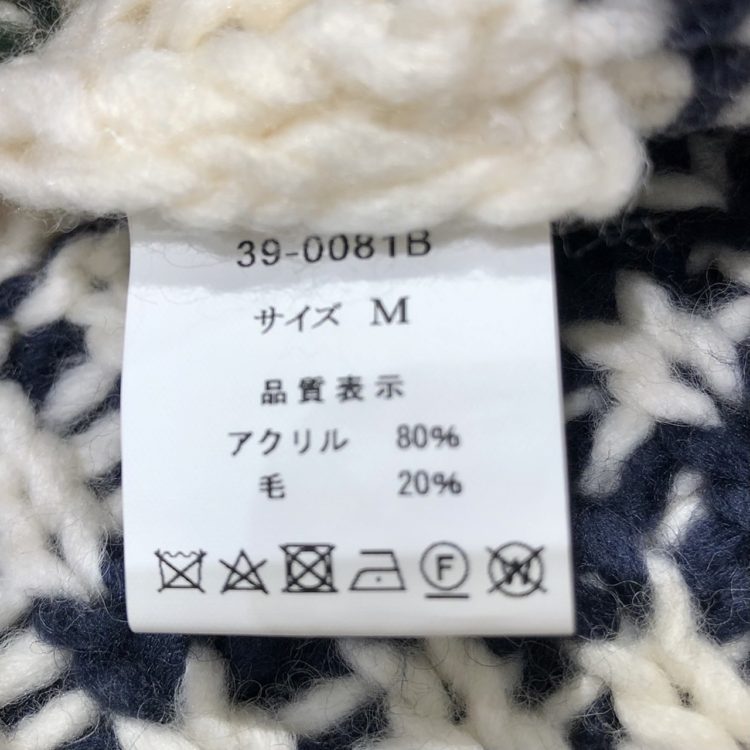 39-0081B
サイズ M
品質表示
アクリル 80%
毛 20%
F W